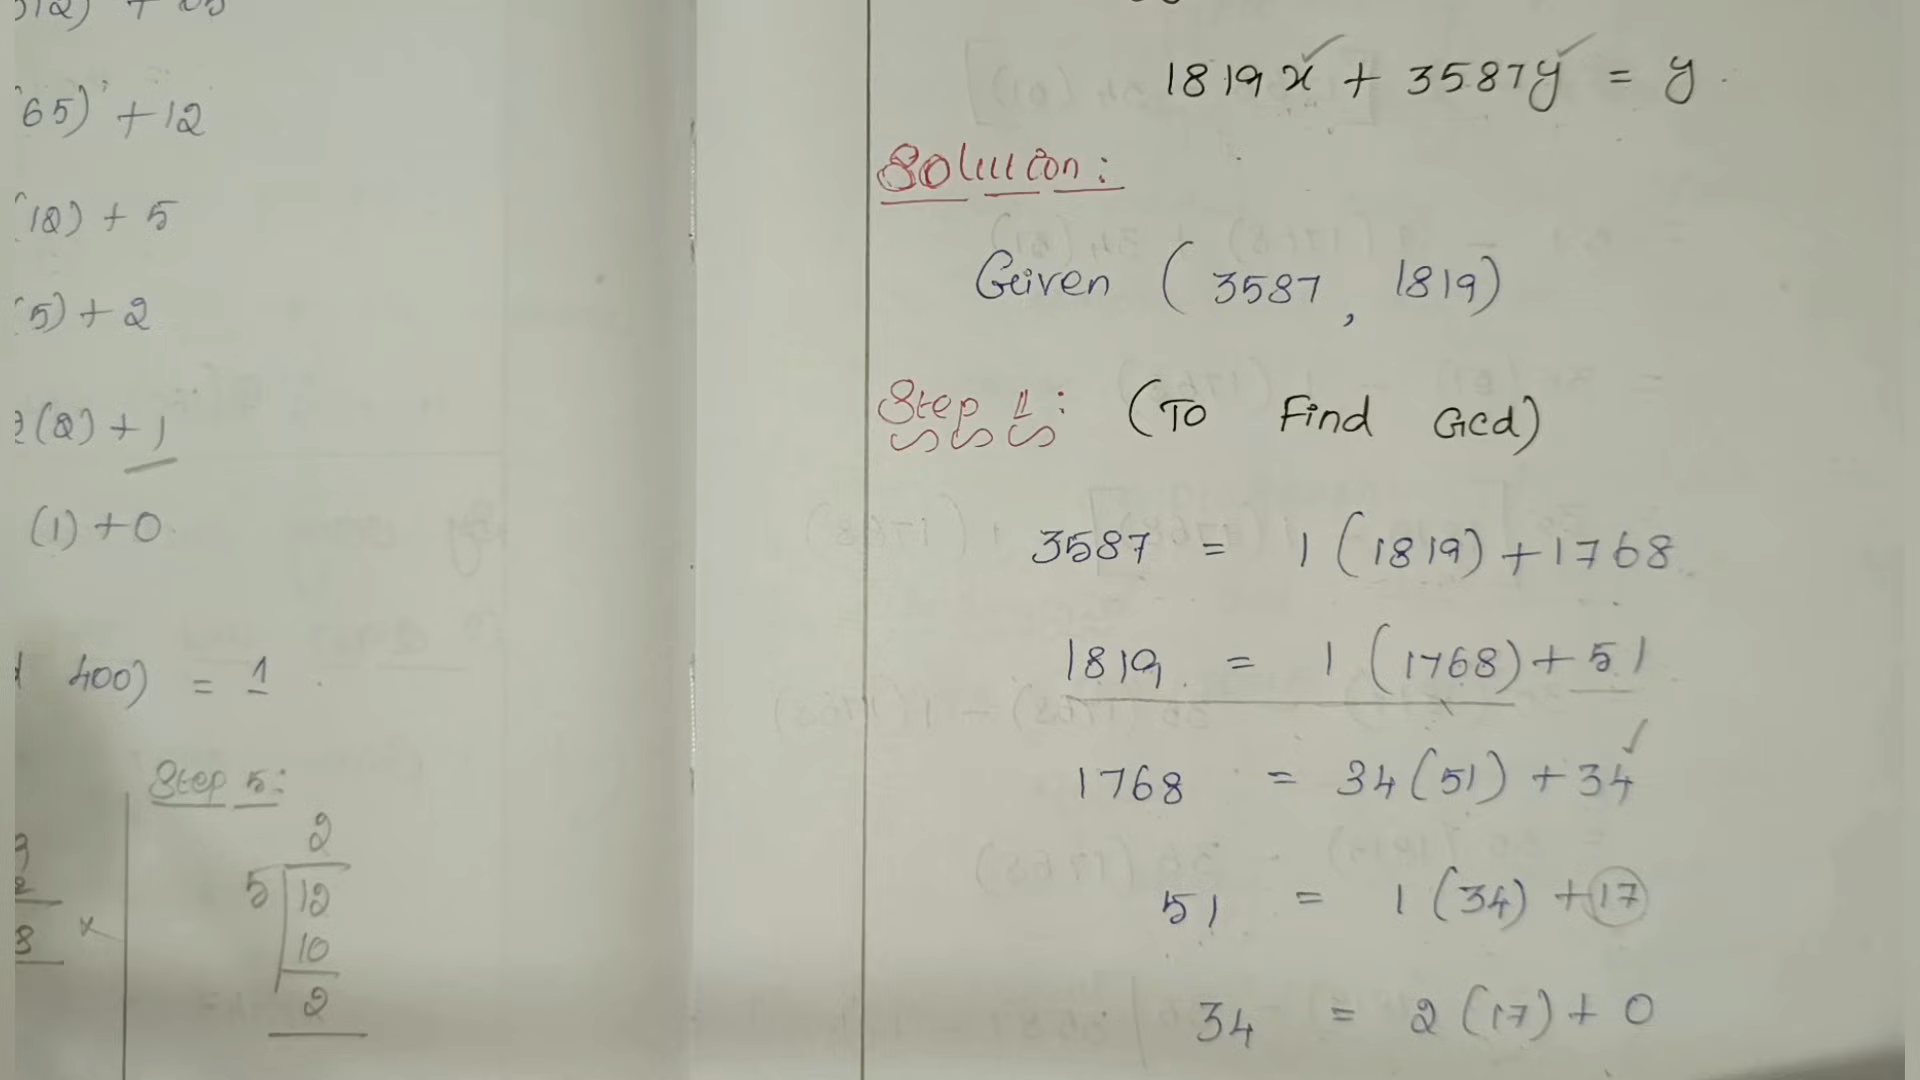 65) + 12
(12) + 5
(5) + 2
2(2) + 1
(1) + 0
400) = 1
Step 5:
2
5 12
10
2
8 x
1819x + 3587y = y.
Solution:
Given (3587, 1819)
Step 1: (To Find Gcd)
3587 = 1 (1819) + 1768
1819 = 1 (1768) + 51
1768 = 34 (51) + 34
51 = 1 (34) + 17
34 = 2 (17) + 0